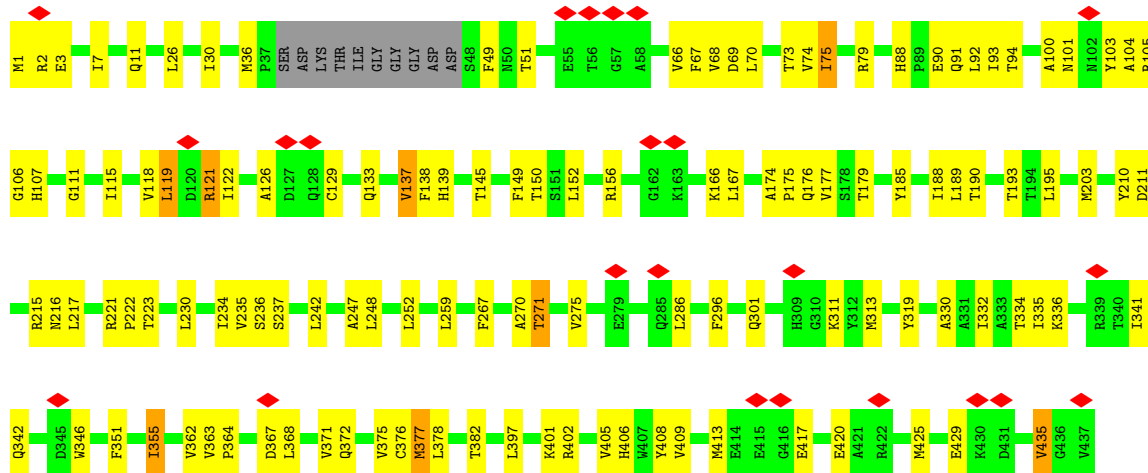 M1 R2 E3 I7 Q11 L26 I30 M36 P37 SER ASP LYS THR ILE GLY GLY GLY ASP ASP S48 F49 N50 T51 E55 T56 G57 A58 V66 F67 V68 D69 L70 T73 V74 I75 R79 H88 P89 E90 Q91 L92 I93 T94 A100 N101 N102 Y103 A104 R105
G106 H107 G111 I115 V118 L119 D120 R121 I122 A126 D127 Q128 C129 Q133 V137 F138 H139 T145 F149 T150 S151 L152 R156 G162 K163 K166 L167 A174 P175 Q176 V177 S178 T179 Y185 I188 L189 T190 T193 T194 L195 M203 Y210 D211
R215 N216 L217 R221 P222 T223 L230 I234 V235 S236 S237 L242 A247 L248 L252 L259 F267 A270 T271 V275 E279 Q285 L286 F296 Q301 H309 G310 K311 Y312 M313 Y319 A330 A331 I332 A333 T334 I335 K336 R339 T340 I341
Q342 D345 W346 F351 I355 V362 V363 P364 D367 L368 V371 Q372 V375 C376 M377 L378 T382 L397 K401 R402 V405 H406 W407 Y408 V409 M413 E414 E415 G416 E417 E420 A421 R422 M425 E429 K430 D431 V435 G436 V437